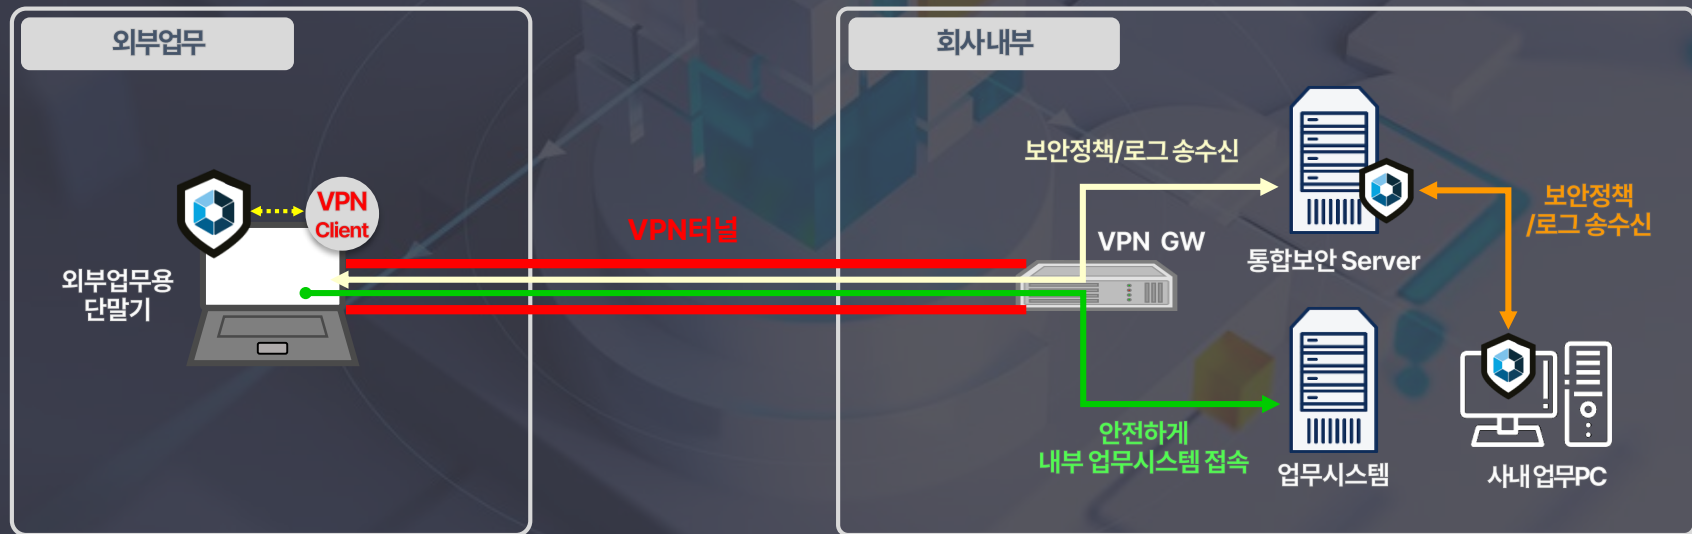 외부업무
회사 내부
보안정책/로그 송수신
VPN
Client
VPN터널
VPN GW
보안정책
/로그 송수신
통합보안 Server
외부업무용
단말기
안전하게
내부 업무시스템 접속
업무시스템
사내 업무PC